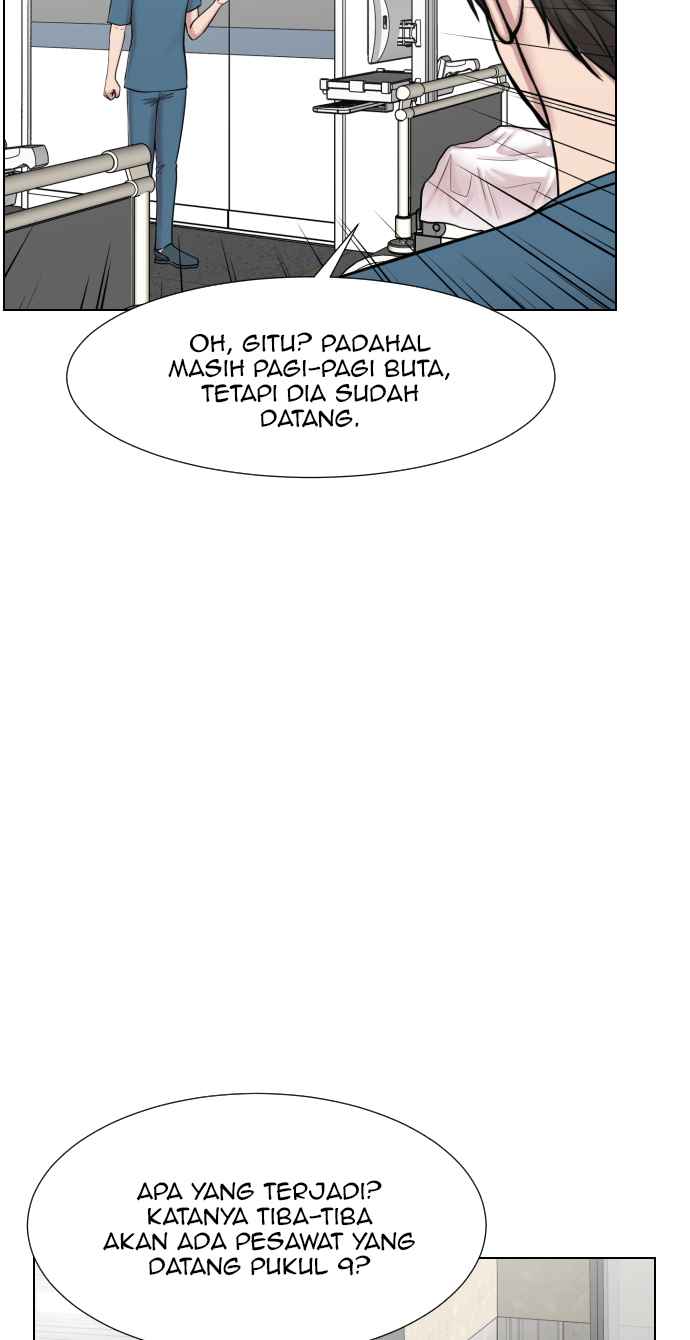 OH, GITU? PADAHAL
MASIH PAGI-PAGI BUTA,
TETAPI DIA SUDAH
DATANG.
APA YANG TERJADI?
KATANYA TIBA-TIBA
AKAN ADA PESAWAT YANG
DATANG PUKUL 9?